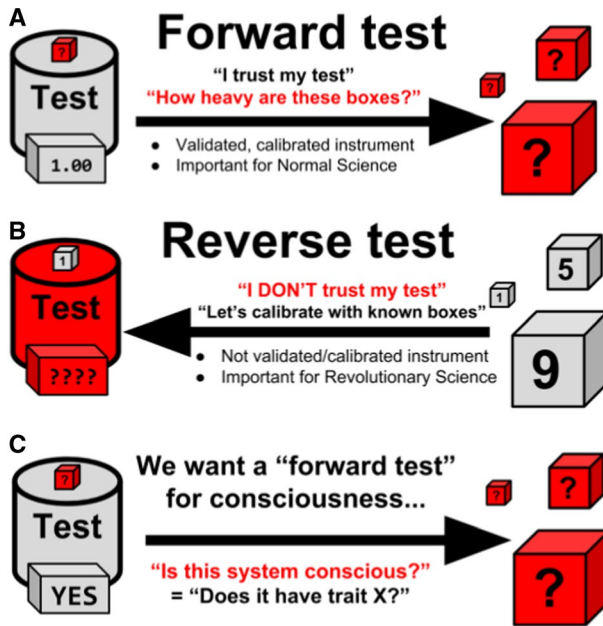 A
Forward test
?
Test
1.00
“I trust my test”
“How heavy are these boxes?”
● Validated, calibrated instrument
● Important for Normal Science
?
?
?
B
Reverse test
1
Test
????
“I DON’T trust my test”
“Let’s calibrate with known boxes”
● Not validated/calibrated instrument
● Important for Revolutionary Science
5
1
9
C
We want a “forward test”
for consciousness...
?
Test
YES
“Is this system conscious?”
= “Does it have trait X?”
?
?
?